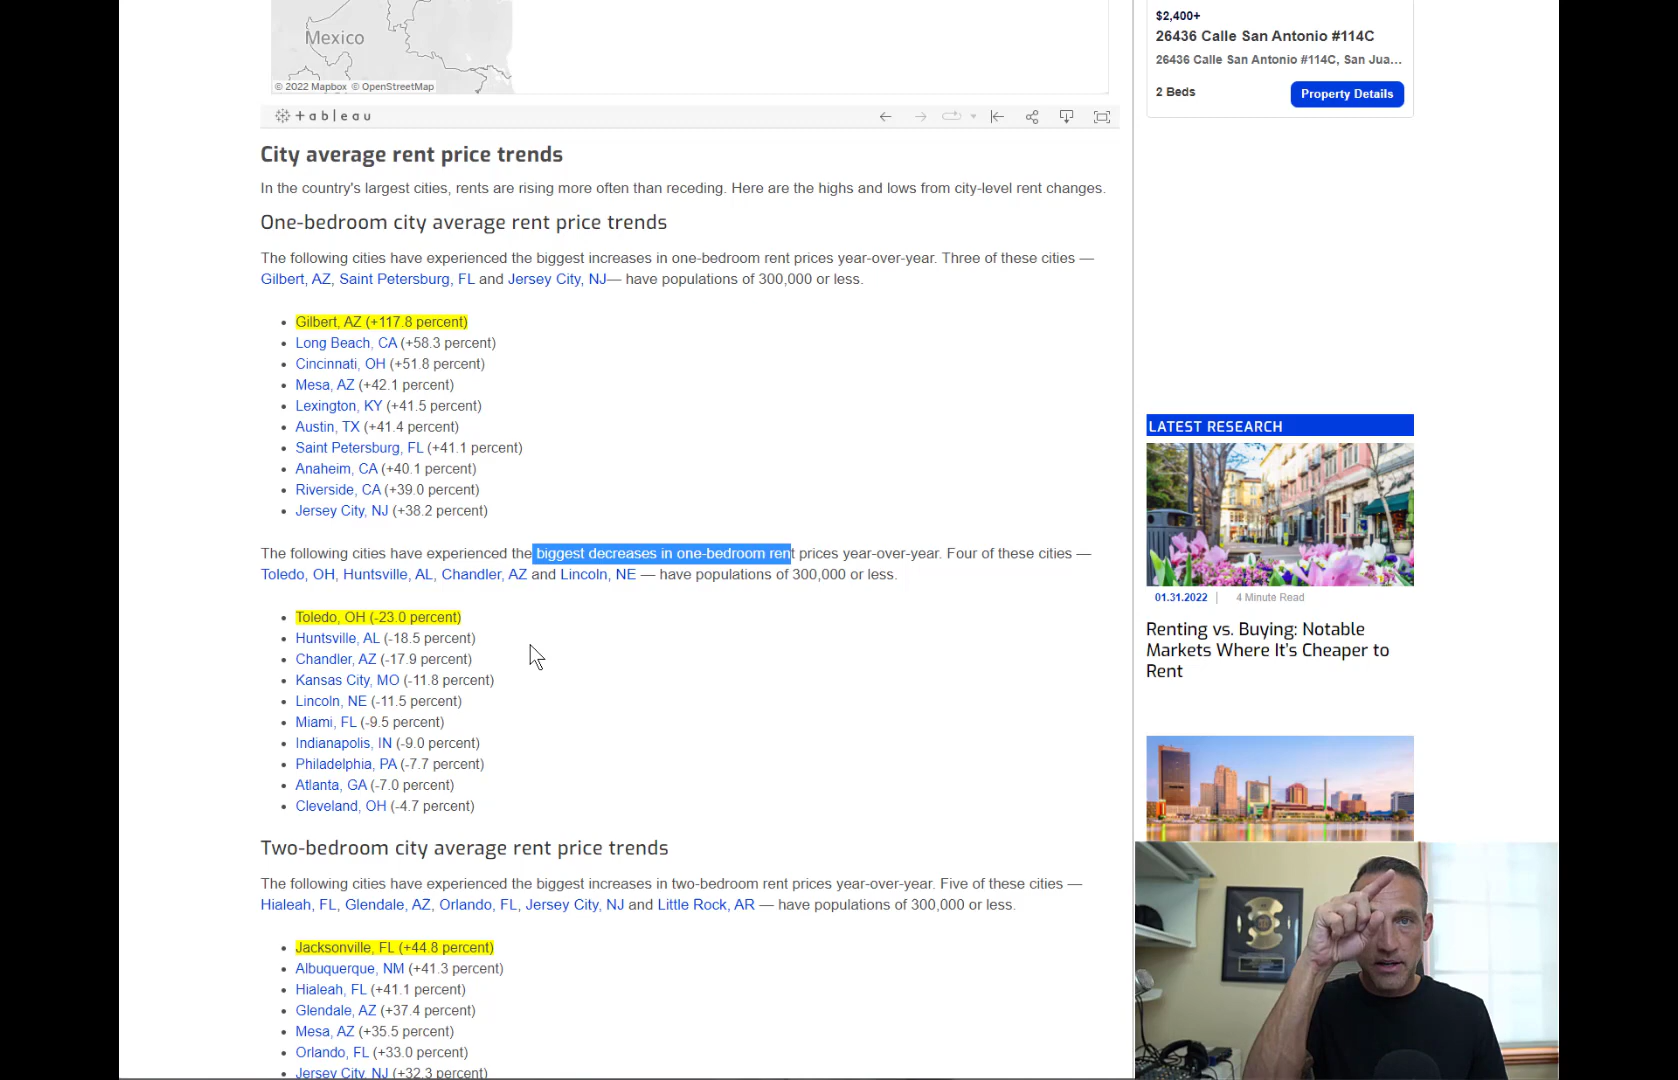 Mexico
© 2022 Mapbox © OpenStreetMap
+ a b l e a u
City average rent price trends
In the country's largest cities, rents are rising more often than receding. Here are the highs and lows from city-level rent changes.
One-bedroom city average rent price trends
The following cities have experienced the biggest increases in one-bedroom rent prices year-over-year. Three of these cities —
Gilbert, AZ, Saint Petersburg, FL and Jersey City, NJ— have populations of 300,000 or less.
• Gilbert, AZ (+117.8 percent)
• Long Beach, CA (+58.3 percent)
• Cincinnati, OH (+51.8 percent)
• Mesa, AZ (+42.1 percent)
• Lexington, KY (+41.5 percent)
• Austin, TX (+41.4 percent)
• Saint Petersburg, FL (+41.1 percent)
• Anaheim, CA (+40.1 percent)
• Riverside, CA (+39.0 percent)
• Jersey City, NJ (+38.2 percent)
The following cities have experienced the biggest decreases in one-bedroom rent prices year-over-year. Four of these cities —
Toledo, OH, Huntsville, AL, Chandler, AZ and Lincoln, NE — have populations of 300,000 or less.
• Toledo, OH (-23.0 percent)
• Huntsville, AL (-18.5 percent)
• Chandler, AZ (-17.9 percent)
• Kansas City, MO (-11.8 percent)
• Lincoln, NE (-11.5 percent)
• Miami, FL (-9.5 percent)
• Indianapolis, IN (-9.0 percent)
• Philadelphia, PA (-7.7 percent)
• Atlanta, GA (-7.0 percent)
• Cleveland, OH (-4.7 percent)
Two-bedroom city average rent price trends
The following cities have experienced the biggest increases in two-bedroom rent prices year-over-year. Five of these cities —
Hialeah, FL, Glendale, AZ, Orlando, FL, Jersey City, NJ and Little Rock, AR — have populations of 300,000 or less.
• Jacksonville, FL (+44.8 percent)
• Albuquerque, NM (+41.3 percent)
• Hialeah, FL (+41.1 percent)
• Glendale, AZ (+37.4 percent)
• Mesa, AZ (+35.5 percent)
• Orlando, FL (+33.0 percent)
• Jersey City, NJ (+32.3 percent)
$2,400+
26436 Calle San Antonio #114C
26436 Calle San Antonio #114C, San Jua...
2 Beds
Property Details
LATEST RESEARCH
01.31.2022 | 4 Minute Read
Renting vs. Buying: Notable
Markets Where It's Cheaper to
Rent